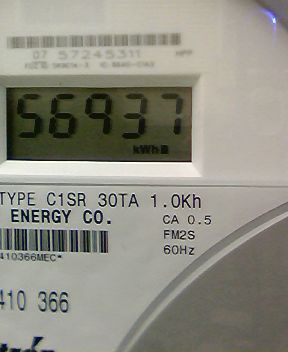 07 57245311
56937
kWh
TYPE C1SR 30TA 1.0Kh
ENERGY CO.
CA 0.5
FM2S
60Hz
410366MEC*
410 366